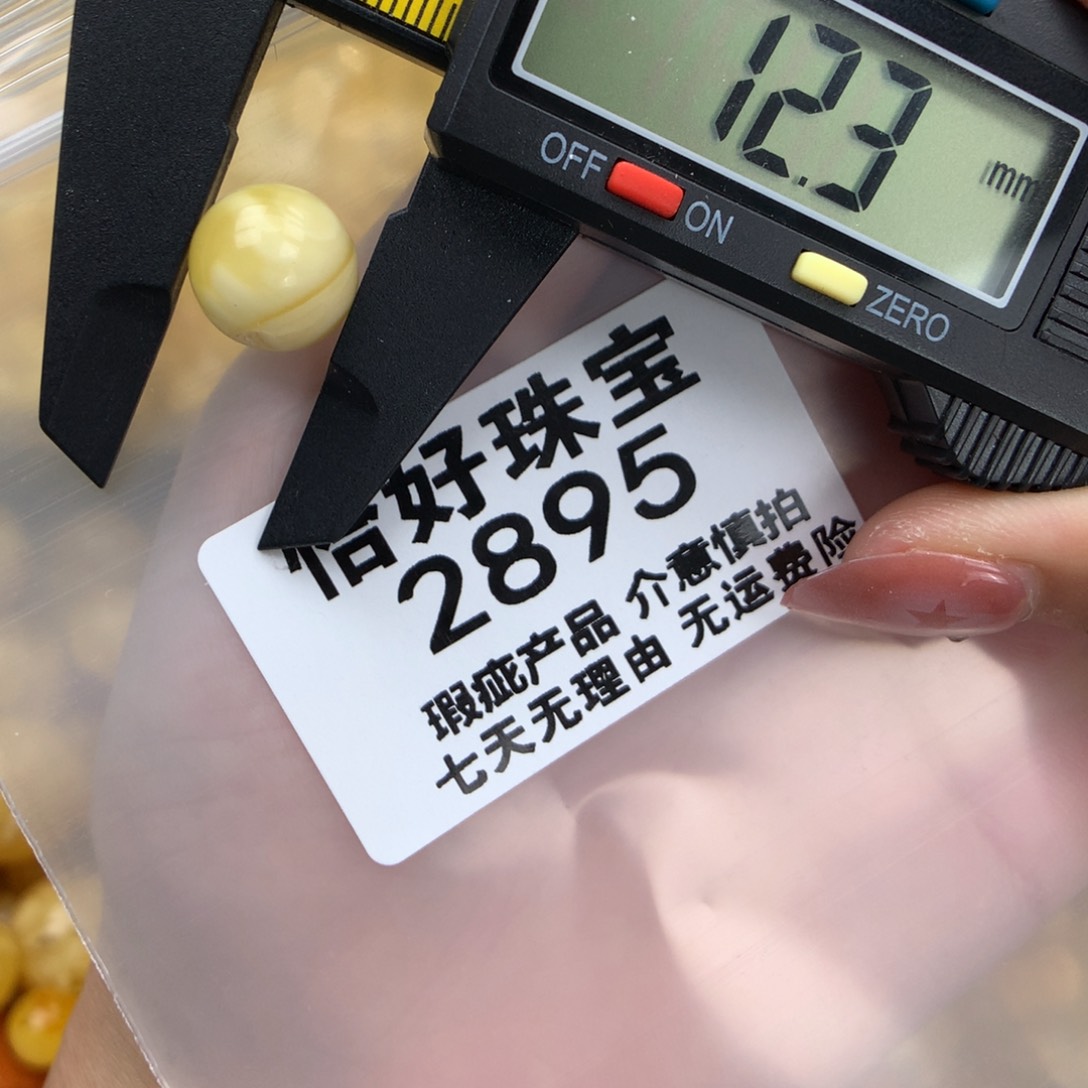 12.3 mm
OFF
ON
ZERO
恰好珠宝
2895
瑕疵产品 介意慎拍
七天无理由 无运费险